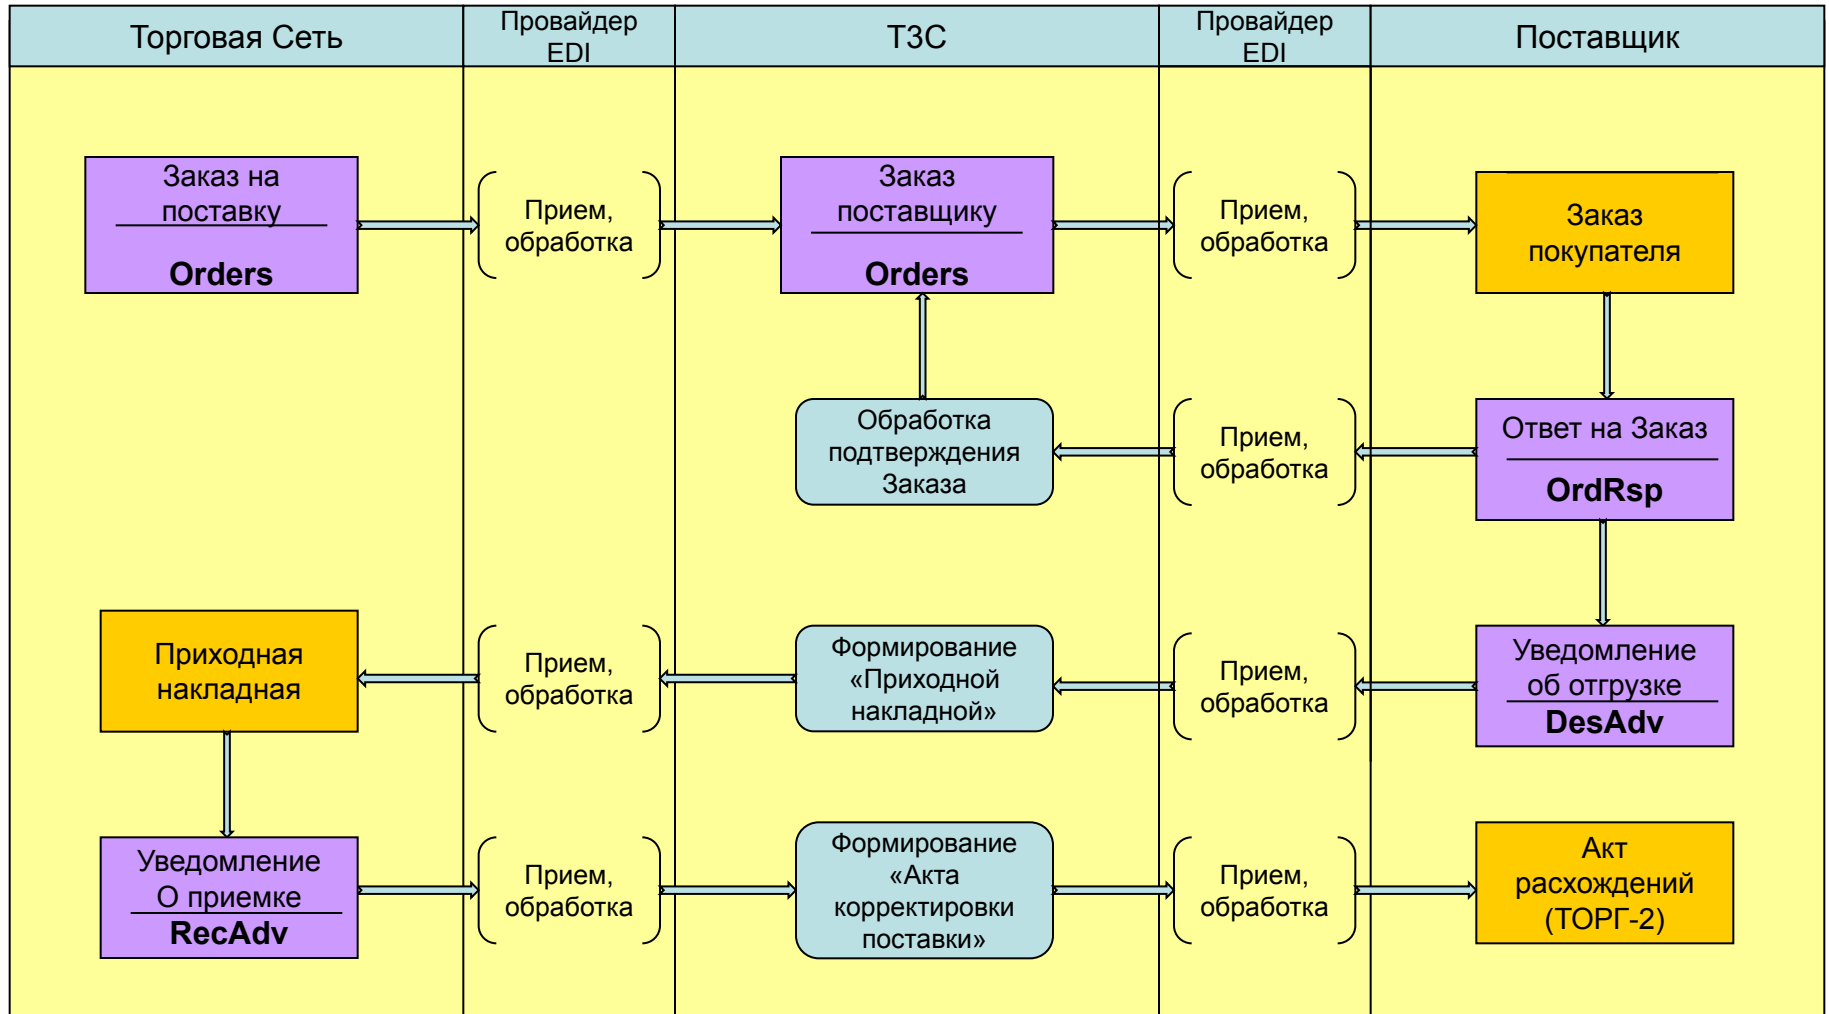 Торговая Сеть
Провайдер
EDI
ТЗС
Провайдер
EDI
Поставщик
Заказ на
поставку
Orders
Прием,
обработка
Заказ
поставщику
Orders
Прием,
обработка
Заказ
покупателя
Обработка
подтверждения
Заказа
Прием,
обработка
Ответ на Заказ
OrdRsp
Приходная
накладная
Прием,
обработка
Формирование
«Приходной
накладной»
Прием,
обработка
Уведомление
об отгрузке
DesAdv
Уведомление
О приемке
RecAdv
Прием,
обработка
Формирование
«Акта
корректировки
поставки»
Прием,
обработка
Акт
расхождений
(ТОРГ-2)